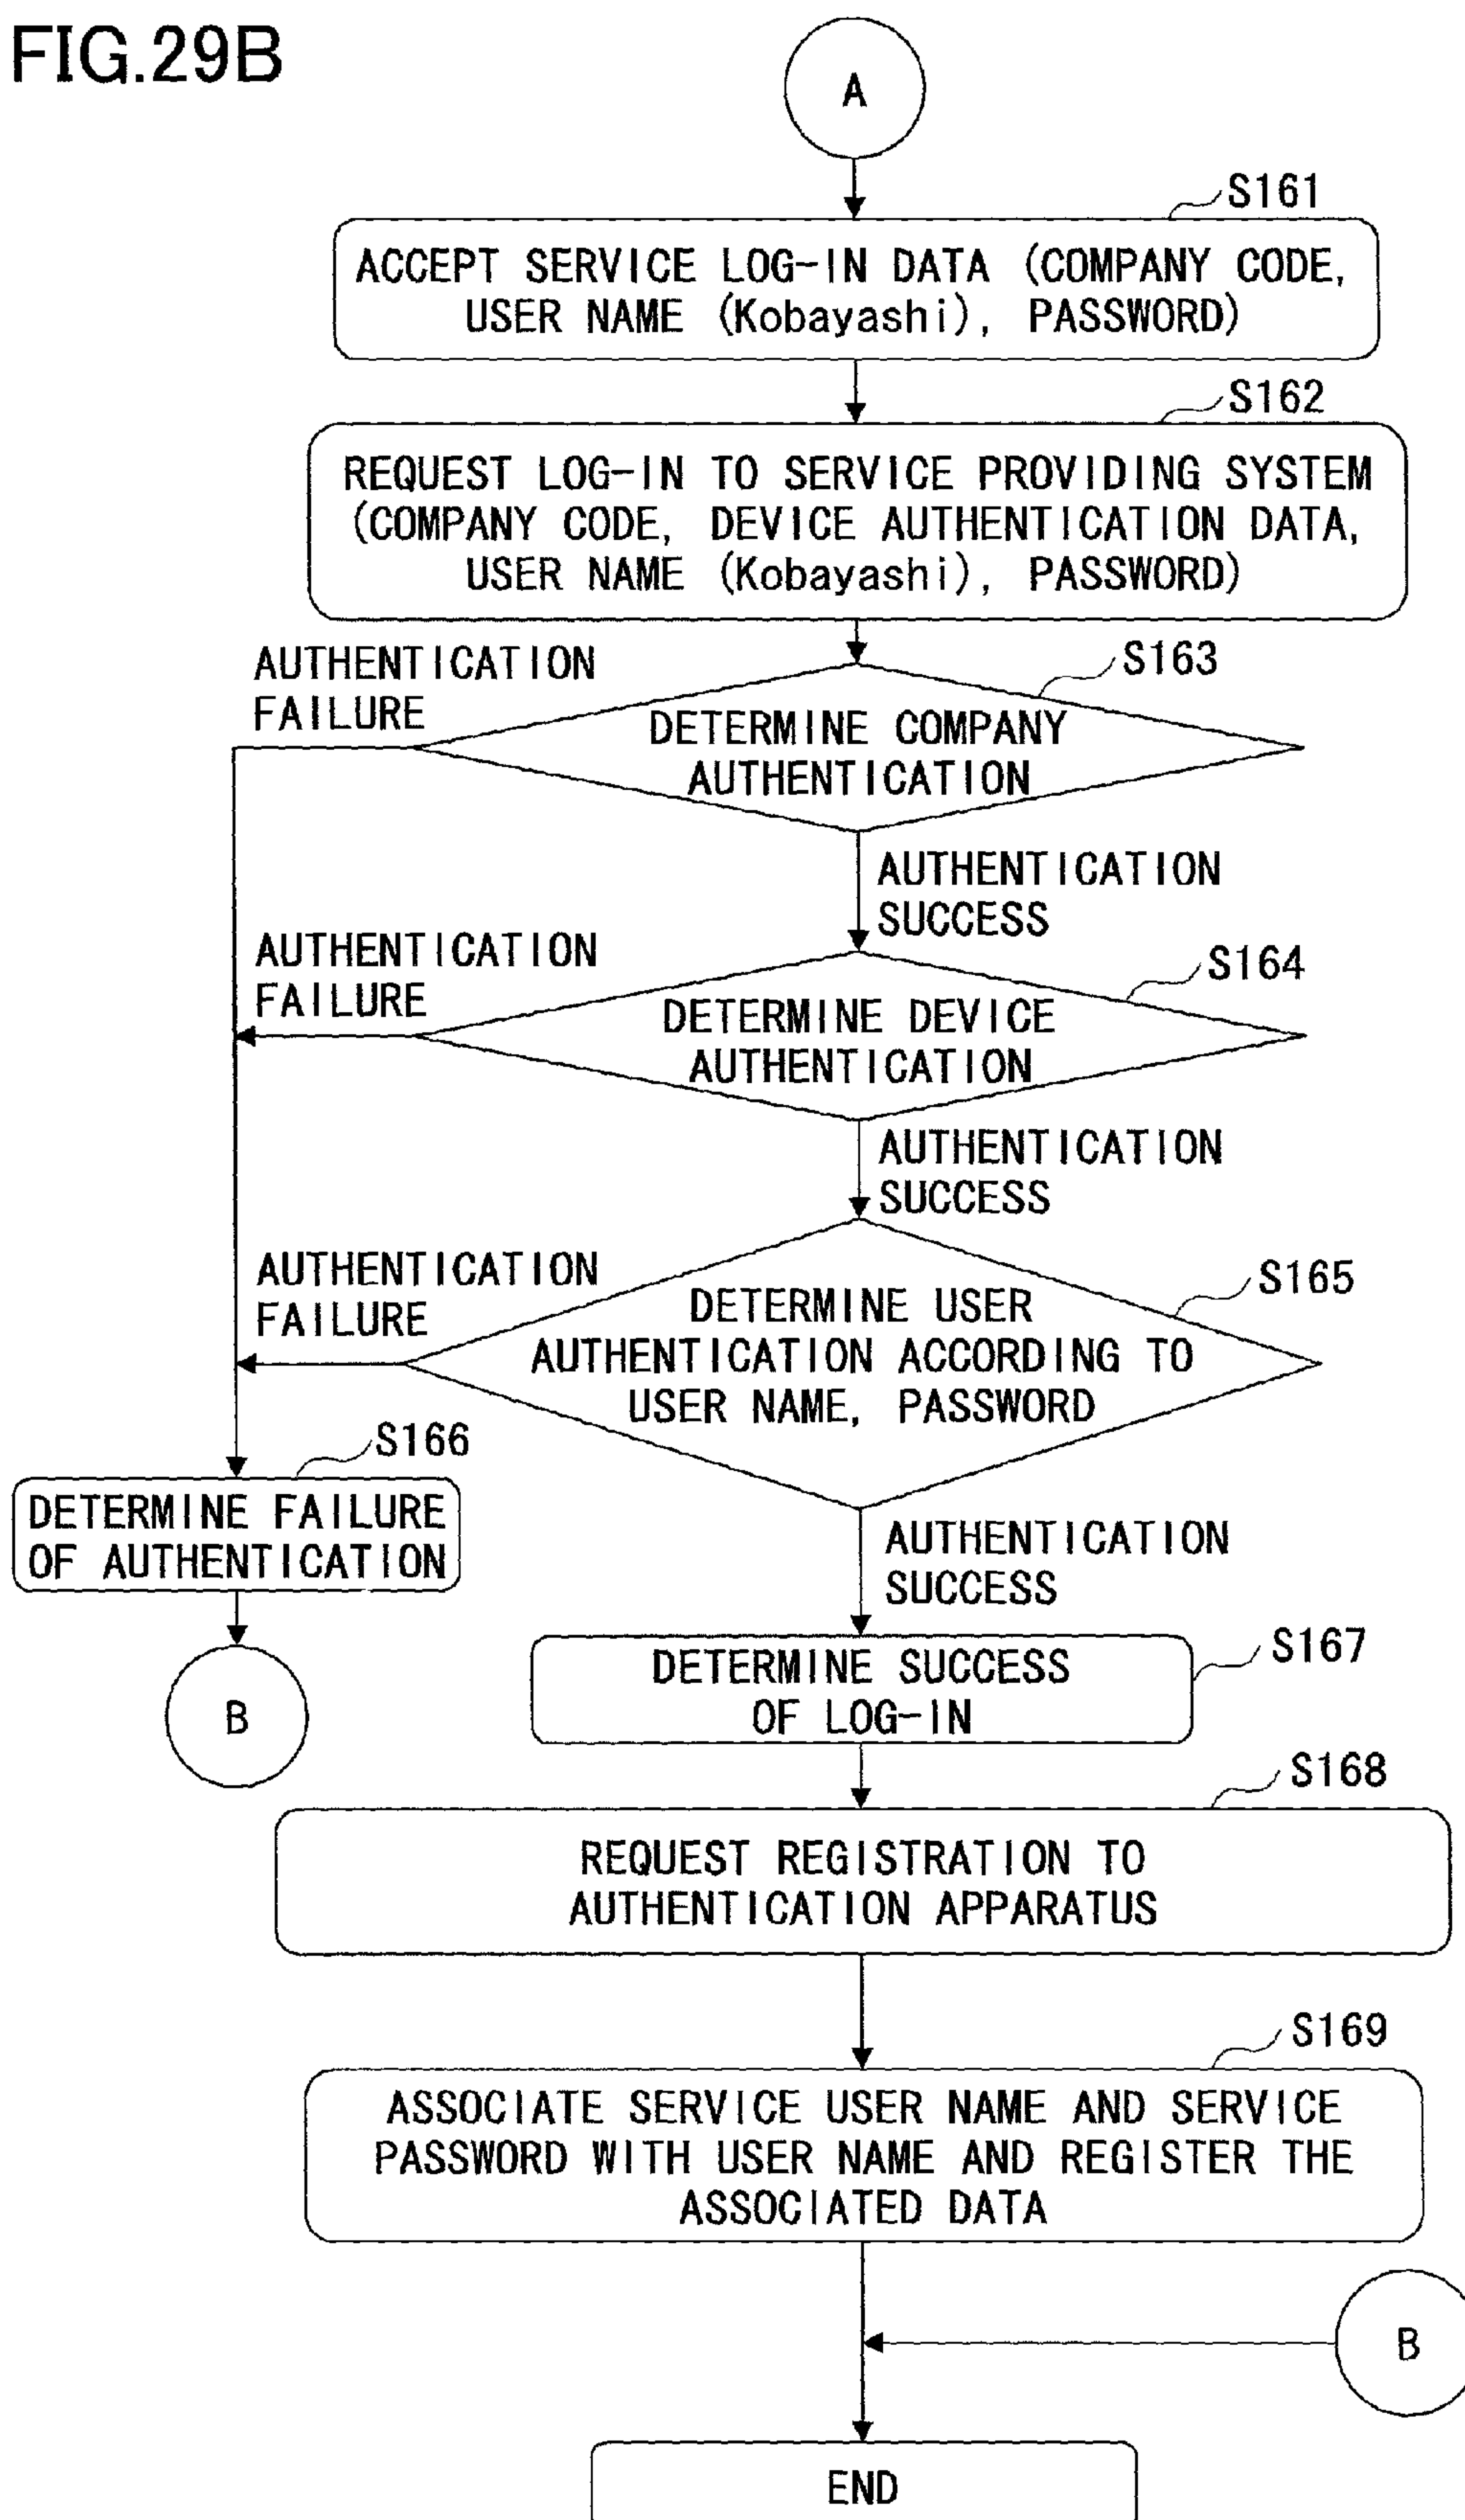 FIG.29B
A
S161
ACCEPT SERVICE LOG-IN DATA (COMPANY CODE,
USER NAME (Kobayashi), PASSWORD)
S162
REQUEST LOG-IN TO SERVICE PROVIDING SYSTEM
(COMPANY CODE, DEVICE AUTHENTICATION DATA,
USER NAME (Kobayashi), PASSWORD)
AUTHENTICATION
FAILURE
S163
DETERMINE COMPANY
AUTHENTICATION
AUTHENTICATION
SUCCESS
AUTHENTICATION
FAILURE
S164
DETERMINE DEVICE
AUTHENTICATION
AUTHENTICATION
SUCCESS
AUTHENTICATION
FAILURE
S165
DETERMINE USER
AUTHENTICATION ACCORDING TO
USER NAME, PASSWORD
S166
DETERMINE FAILURE
OF AUTHENTICATION
B
AUTHENTICATION
SUCCESS
S167
DETERMINE SUCCESS
OF LOG-IN
S168
REQUEST REGISTRATION TO
AUTHENTICATION APPARATUS
S169
ASSOCIATE SERVICE USER NAME AND SERVICE
PASSWORD WITH USER NAME AND REGISTER THE
ASSOCIATED DATA
B
END